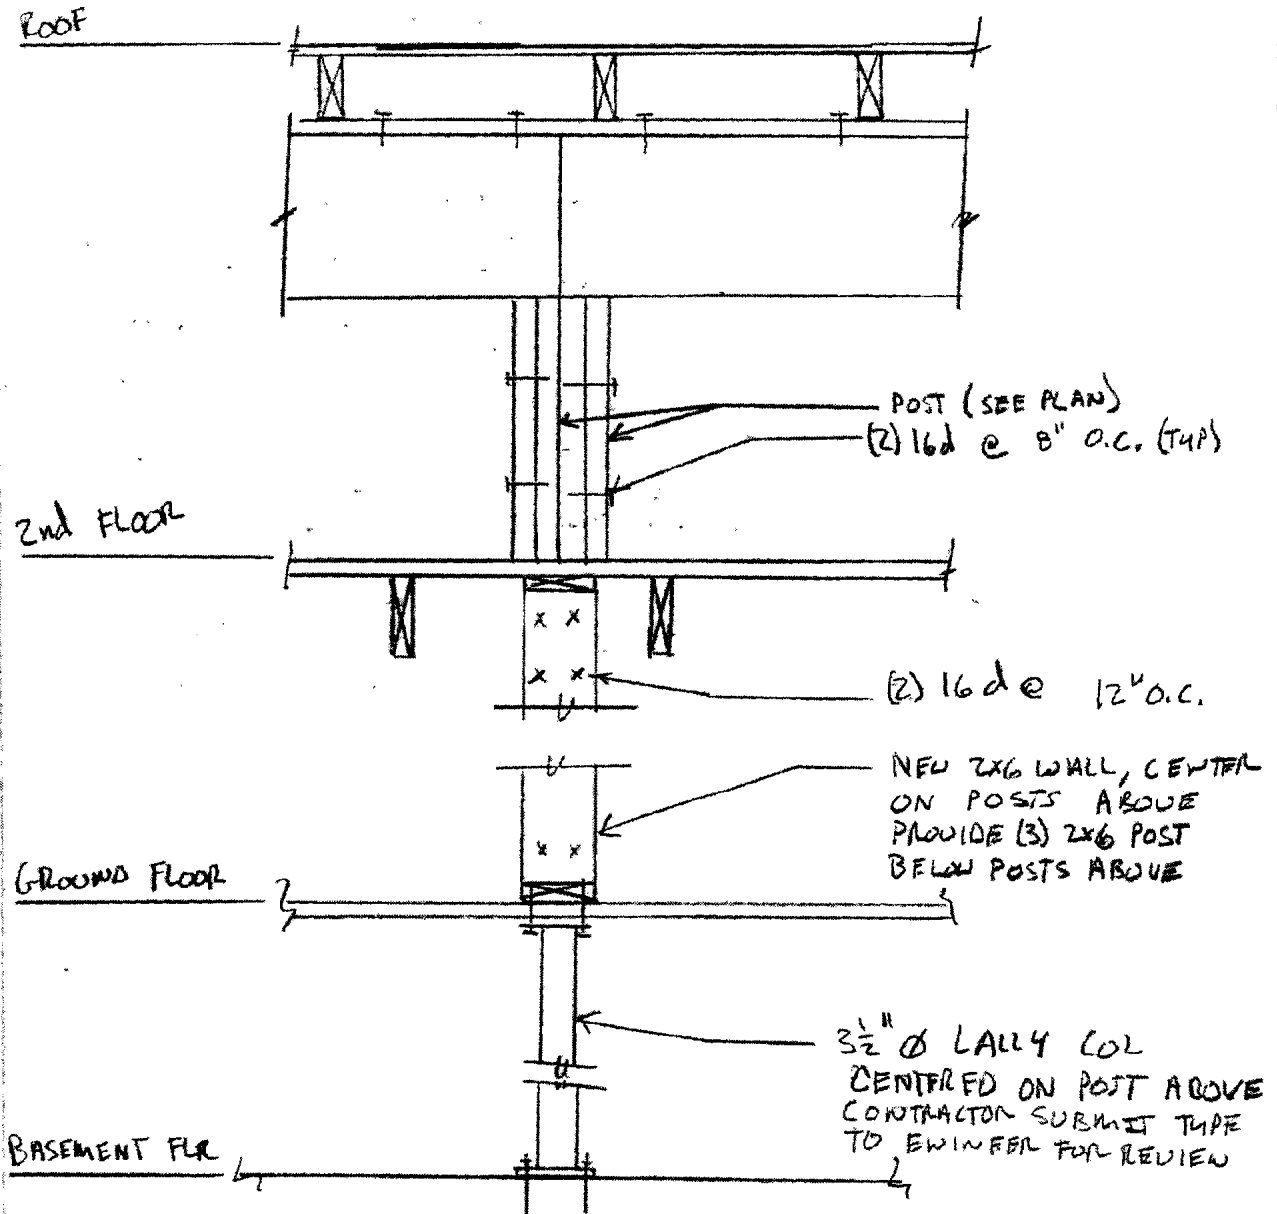 ROOF
POST (SEE PLAN)
(2) 16d @ 8" O.C. (TYP)
2nd FLOOR
(2) 16d @ 12" O.C.
NEW 2x6 WALL, CENTER
ON POSTS ABOVE
PROVIDE (3) 2x6 POST
BELOW POSTS ABOVE
GROUND FLOOR
3½" Ø LALLY COL
CENTERED ON POST ABOVE
CONTRACTOR SUBMIT TYPE
TO EWINEER FOR REVIEW
BASEMENT FLR